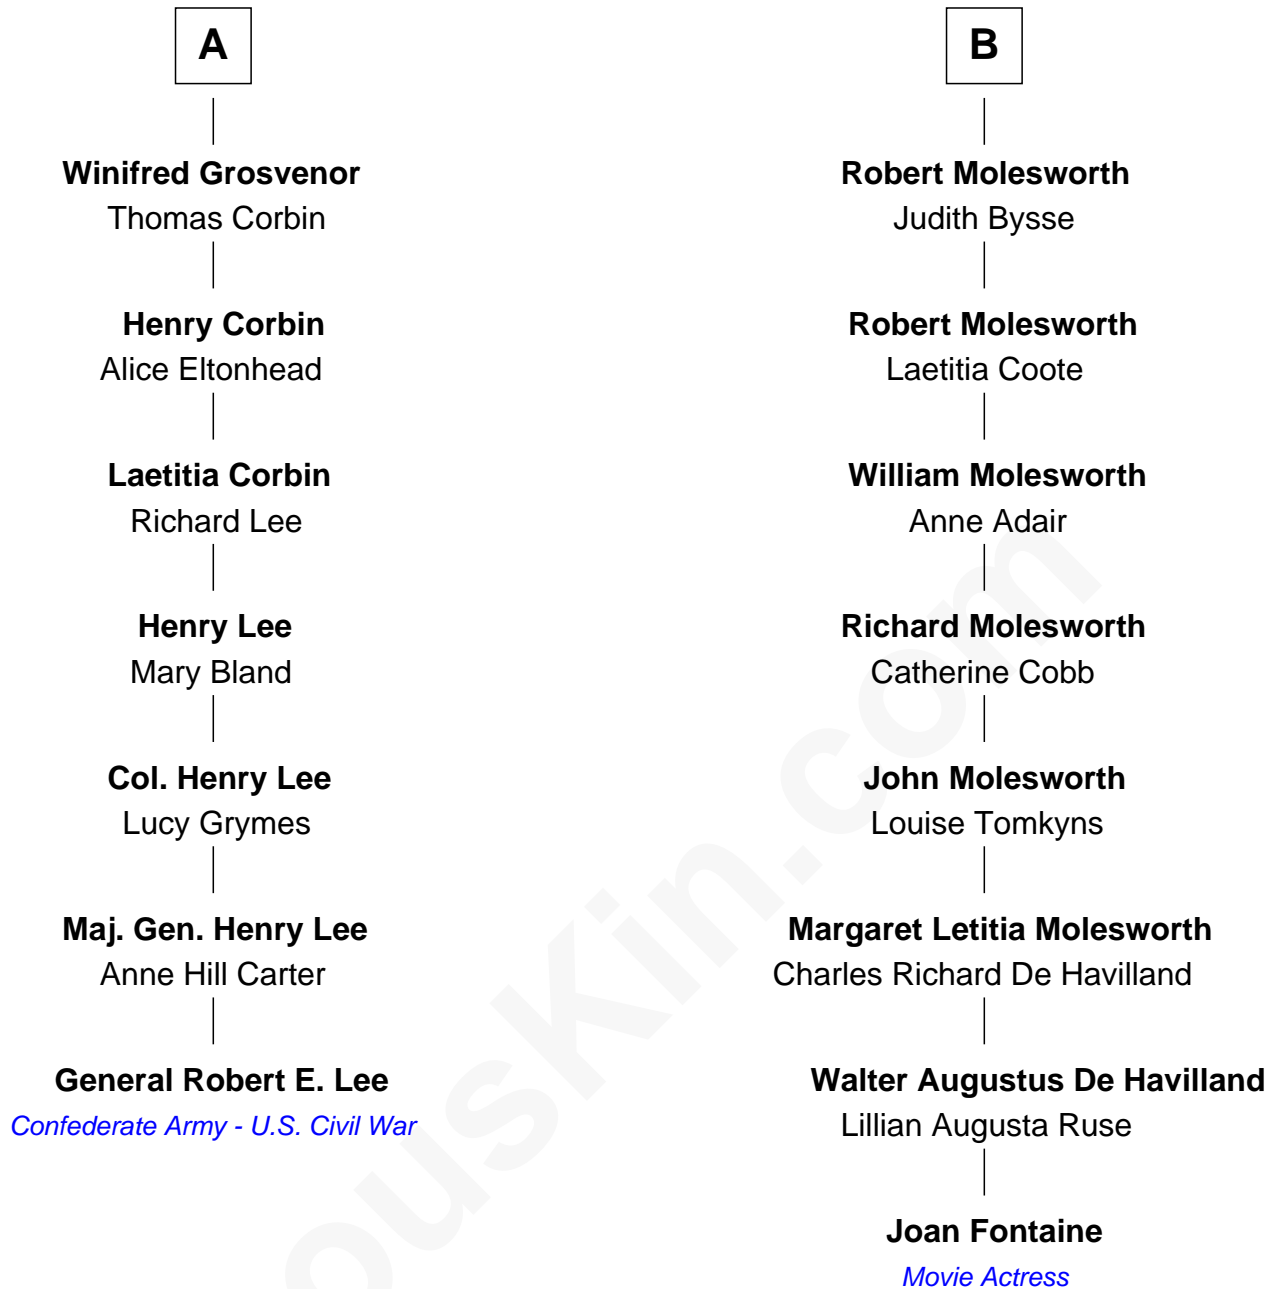 A
Winifred Grosvenor
Thomas Corbin
Henry Corbin
Alice Eltonhead
Laetitia Corbin
Richard Lee
Henry Lee
Mary Bland
Col. Henry Lee
Lucy Grymes
Maj. Gen. Henry Lee
Anne Hill Carter
General Robert E. Lee
Confederate Army - U.S. Civil War
B
Robert Molesworth
Judith Bysse
Robert Molesworth
Laetitia Coote
William Molesworth
Anne Adair
Richard Molesworth
Catherine Cobb
John Molesworth
Louise Tomkyns
Margaret Letitia Molesworth
Charles Richard De Havilland
Walter Augustus De Havilland
Lillian Augusta Ruse
Joan Fontaine
Movie Actress
ousKin.com